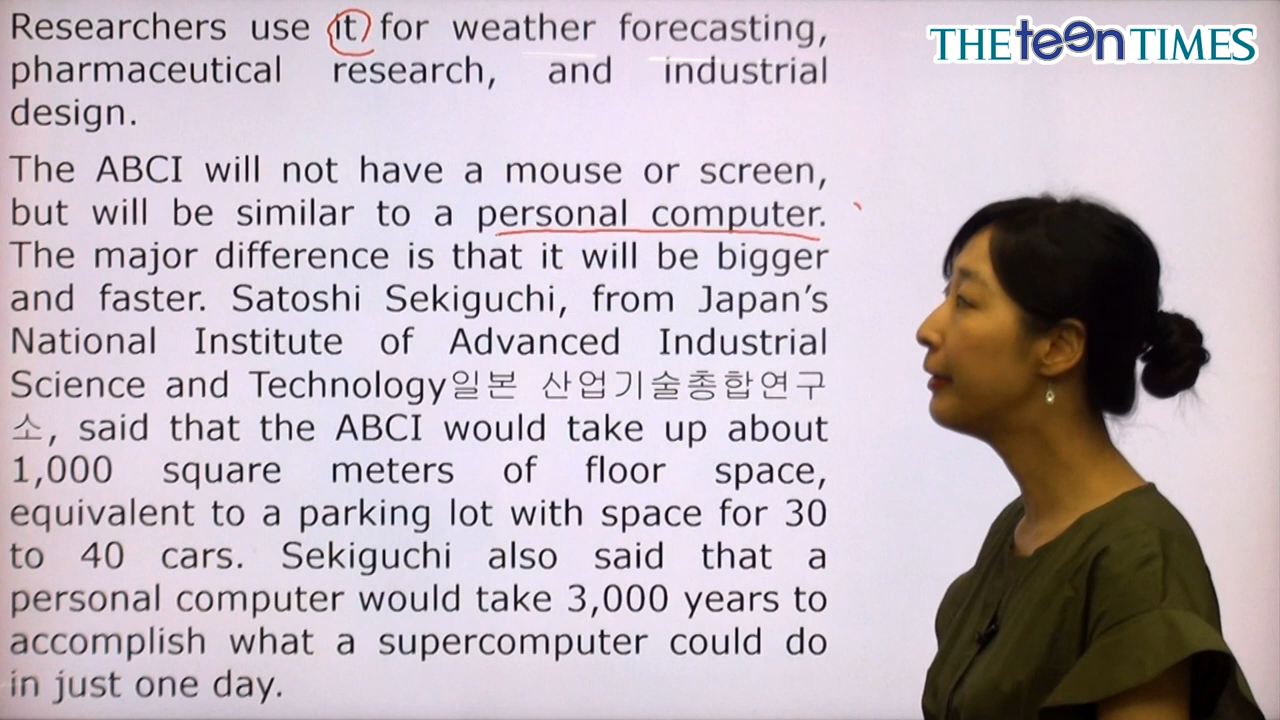 Researchers use it for weather forecasting,
pharmaceutical research, and industrial
design.
The ABCI will not have a mouse or screen,
but will be similar to a personal computer.
The major difference is that it will be bigger
and faster. Satoshi Sekiguchi, from Japan’s
National Institute of Advanced Industrial
Science and Technology일본 산업기술총합연구
소, said that the ABCI would take up about
1,000 square meters of floor space,
equivalent to a parking lot with space for 30
to 40 cars. Sekiguchi also said that a
personal computer would take 3,000 years to
accomplish what a supercomputer could do
in just one day.
THE teen TIMES